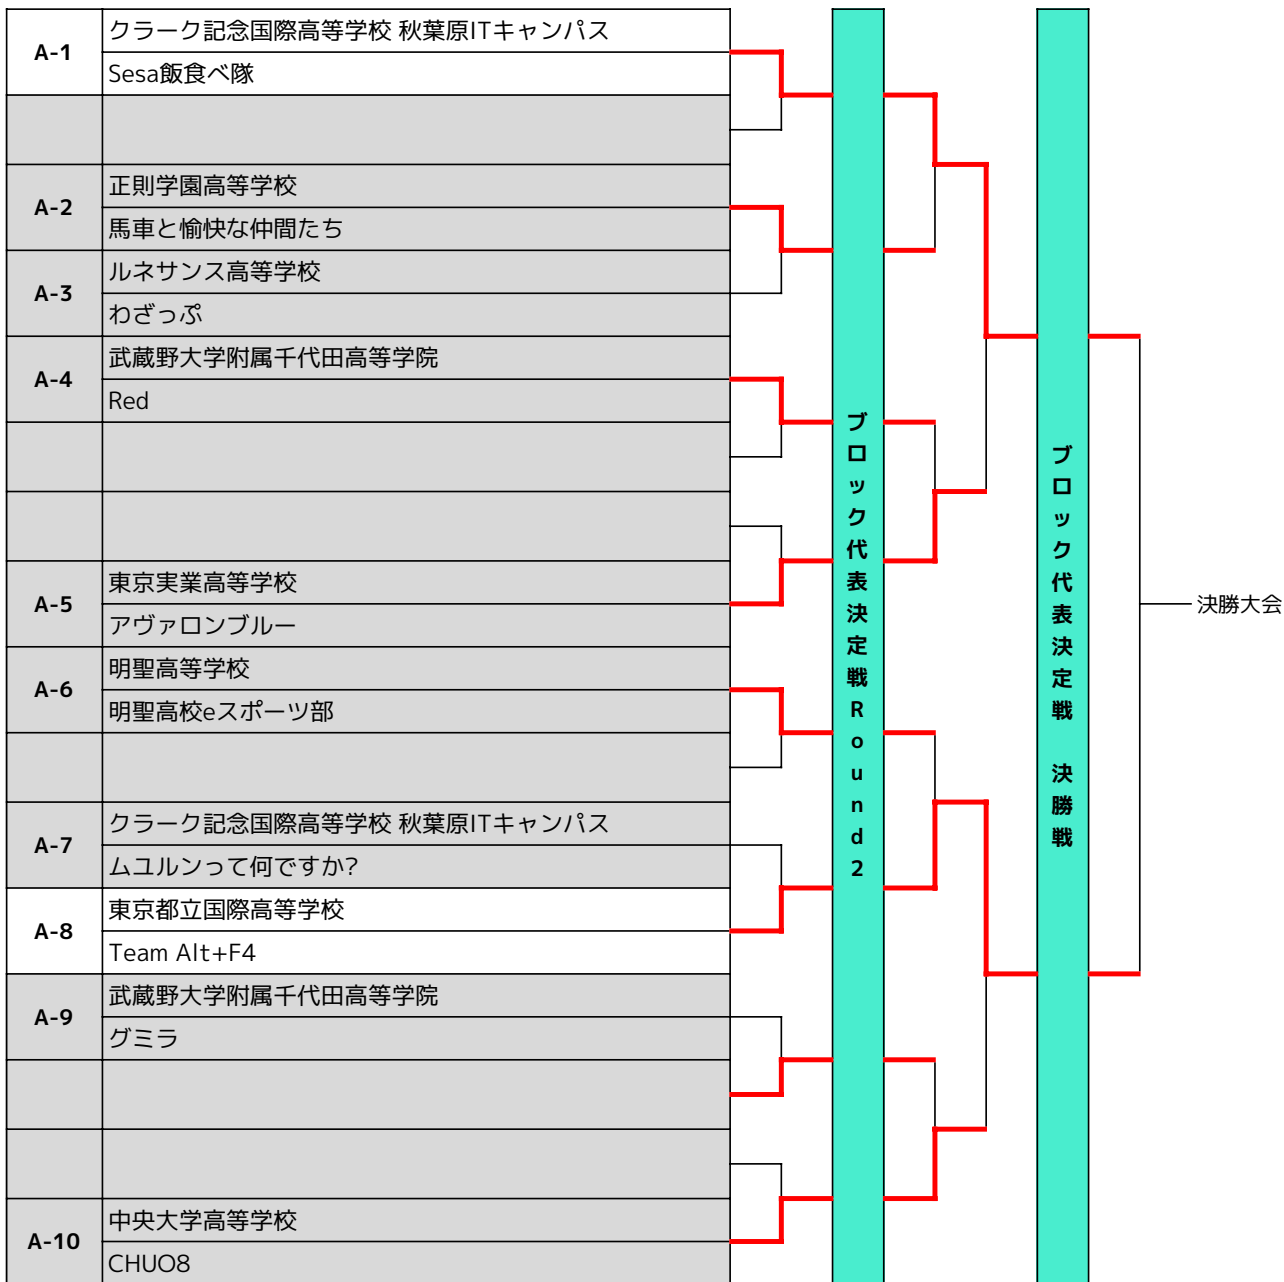 A-1
クラーク記念国際高等学校 秋葉原ITキャンパス
Sesa飯食べ隊
A-2
正則学園高等学校
馬車と愉快な仲間たち
A-3
ルネサンス高等学校
わざっぷ
A-4
武蔵野大学附属千代田高等学院
Red
A-5
東京実業高等学校
アヴァロンブルー
A-6
明聖高等学校
明聖高校eスポーツ部
A-7
クラーク記念国際高等学校 秋葉原ITキャンパス
ムユルンって何ですか?
A-8
東京都立国際高等学校
Team Alt+F4
A-9
武蔵野大学附属千代田高等学院
グミラ
A-10
中央大学高等学校
CHUO8
ブロック代表決定戦Round2
ブロック代表決定戦 決勝戦
決勝大会